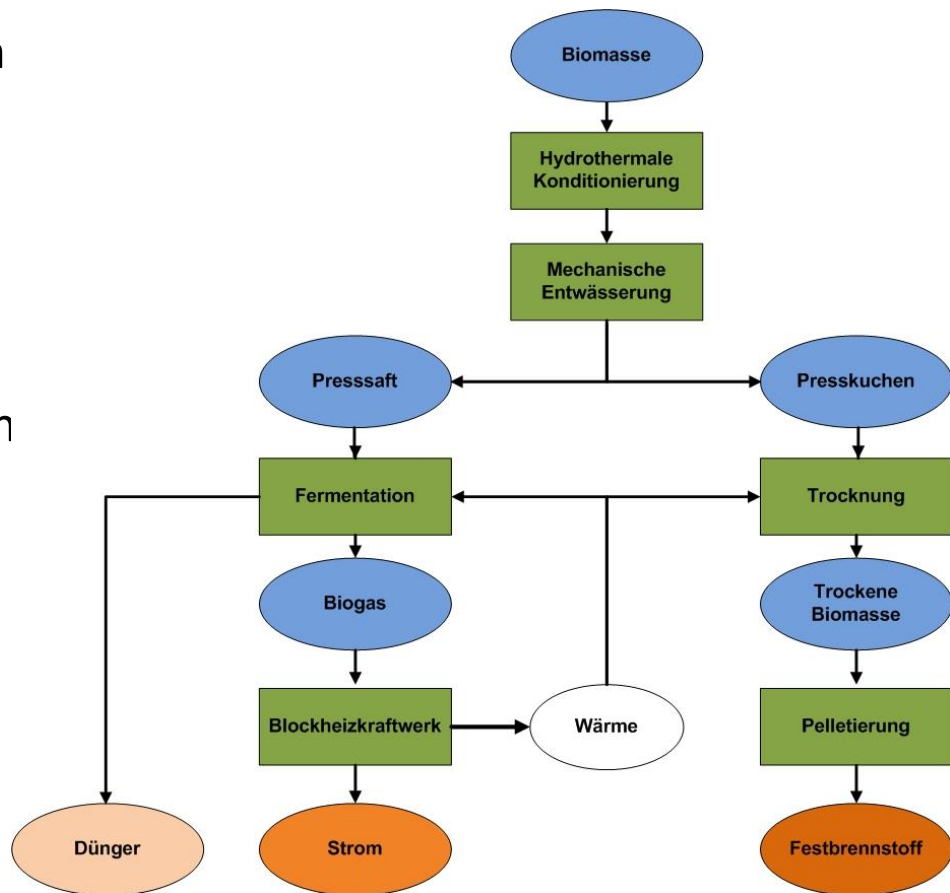 Biomasse
Hydrothermale
Konditionierung
Mechanische
Entwässerung
Presssaft
Presskuchen
Fermentation
Trocknung
Biogas
Trockene
Biomasse
Blockheizkraftwerk
Wärme
Pelletierung
Dünger
Strom
Festbrennstoff